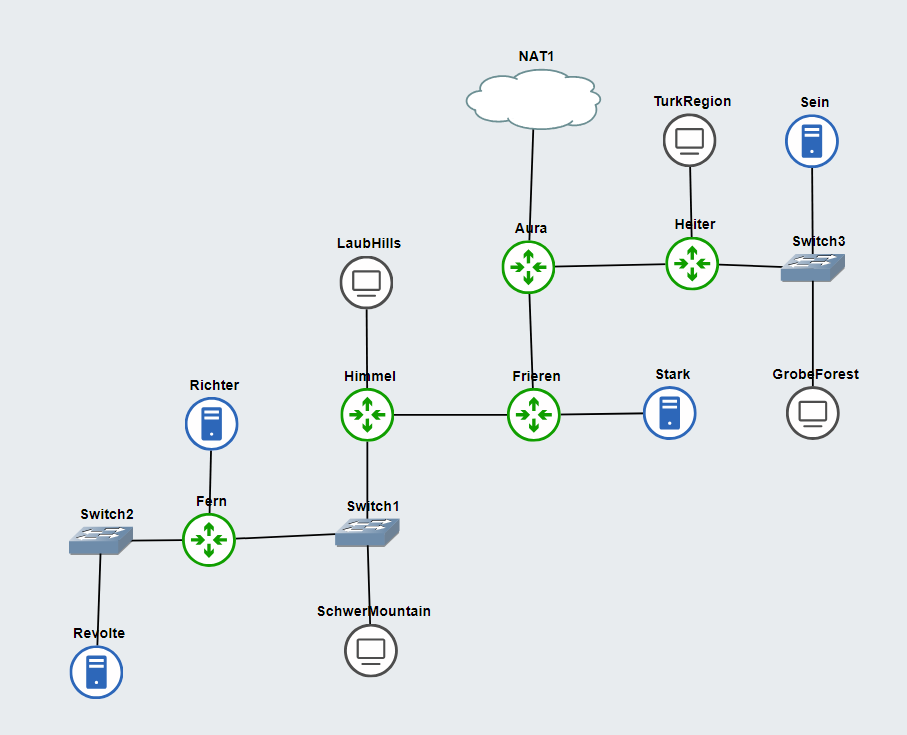 NAT1
TurkRegion
Sein
Aura
Heiter
Switch3
LaubHills
Himmel
Frieren
Stark
GrobeForest
Richter
Fern
Switch1
Switch2
SchwerMountain
Revolte